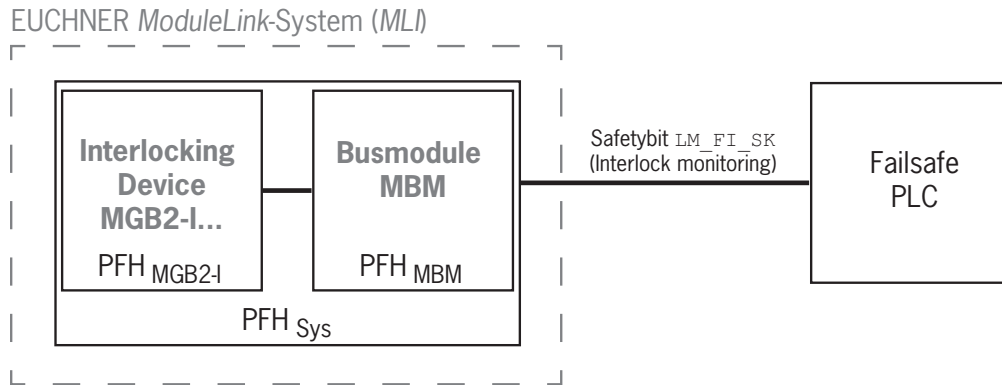 EUCHNER ModuleLink-System (MLI)
Interlocking
Device
MGB2-I...
PFH MGB2-I
Busmodule
MBM
PFH MBM
PFH Sys
Safetybit LM_FI_SK
(Interlock monitoring)
Failsafe
PLC